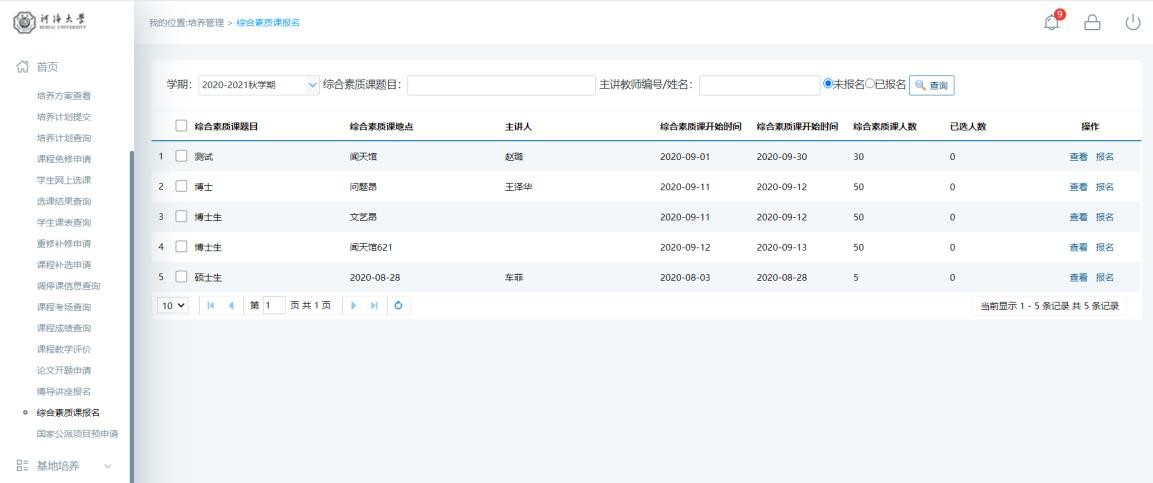 河海大学
HOHAI UNIVERSITY
我的位置:培养管理 > 综合素质课报名
9
首页
培养方案查看
培养计划提交
培养计划查询
课程免修申请
学生网上选课
选课结果查询
学生课表查询
重修补修申请
课程补选申请
调停课信息查询
课程考场查询
课程成绩查询
课程教学评价
论文开题申请
博导讲座报名
综合素质课报名
国家公派项目预申请
基地培养
学期: 2020-2021秋学期 综合素质课题目: 主讲教师编号/姓名: 未报名 已报名 查询
综合素质课题目 综合素质课地点 主讲人 综合素质课开始时间 综合素质课开始时间 综合素质课人数 已选人数 操作
1 测试 闻天馆 赵璐 2020-09-01 2020-09-30 30 0 查看 报名
2 博士 问题昂 王泽华 2020-09-11 2020-09-12 50 0 查看 报名
3 博士生 文艺昂 2020-09-11 2020-09-12 50 0 查看 报名
4 博士生 闻天馆621 2020-09-12 2020-09-13 50 0 查看 报名
5 硕士生 2020-08-28 车菲 2020-08-03 2020-08-28 5 0 查看 报名
10 第 1 页 共 1 页 当前显示 1 - 5 条记录 共 5 条记录